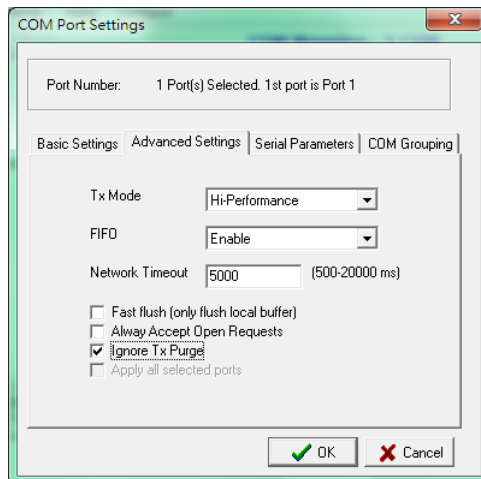 COM Port Settings
Port Number: 1 Port(s) Selected. 1st port is Port 1
Basic Settings Advanced Settings Serial Parameters COM Grouping
Tx Mode Hi-Performance
FIFO Enable
Network Timeout 5000 (500-20000 ms)
Fast flush (only flush local buffer)
Alway Accept Open Requests
Ignore Tx Purge
Apply all selected ports
OK Cancel